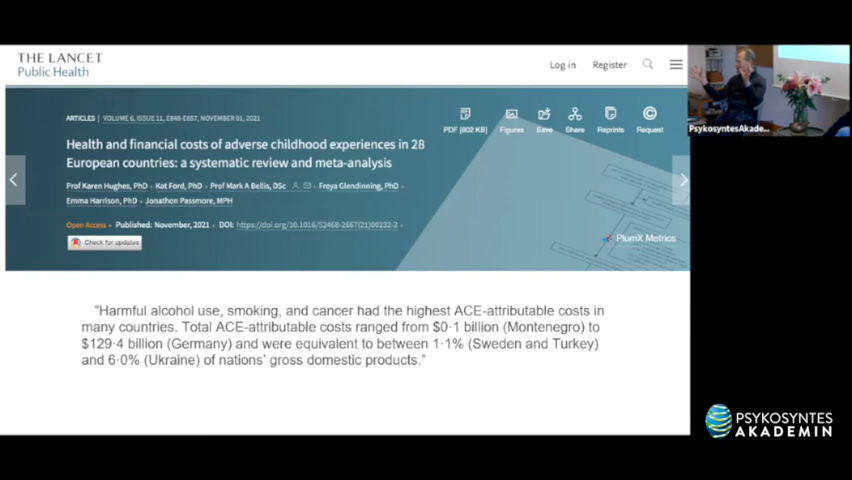 THE LANCET
Public Health
Log in Register
ARTICLES | VOLUME 6, ISSUE 11, E848-E857, NOVEMBER 01, 2021
PDF [802 KB] Figures Save Share Reprints Request
Health and financial costs of adverse childhood experiences in 28
European countries: a systematic review and meta-analysis
Prof Karen Hughes, PhD • Kat Ford, PhD • Prof Mark A Bellis, DSc • Freya Glendinning, PhD •
Emma Harrison, PhD • Jonathon Passmore, MPH
Open Access • Published: November, 2021 • DOI: https://doi.org/10.1016/S2468-2667(21)00232-2 •
Check for updates
PlumX Metrics
"Harmful alcohol use, smoking, and cancer had the highest ACE-attributable costs in
many countries. Total ACE-attributable costs ranged from $0·1 billion (Montenegro) to
$129·4 billion (Germany) and were equivalent to between 1·1% (Sweden and Turkey)
and 6·0% (Ukraine) of nations' gross domestic products."
PsykosyntesAkade...
PSYKOSYNTES
AKADEMIN